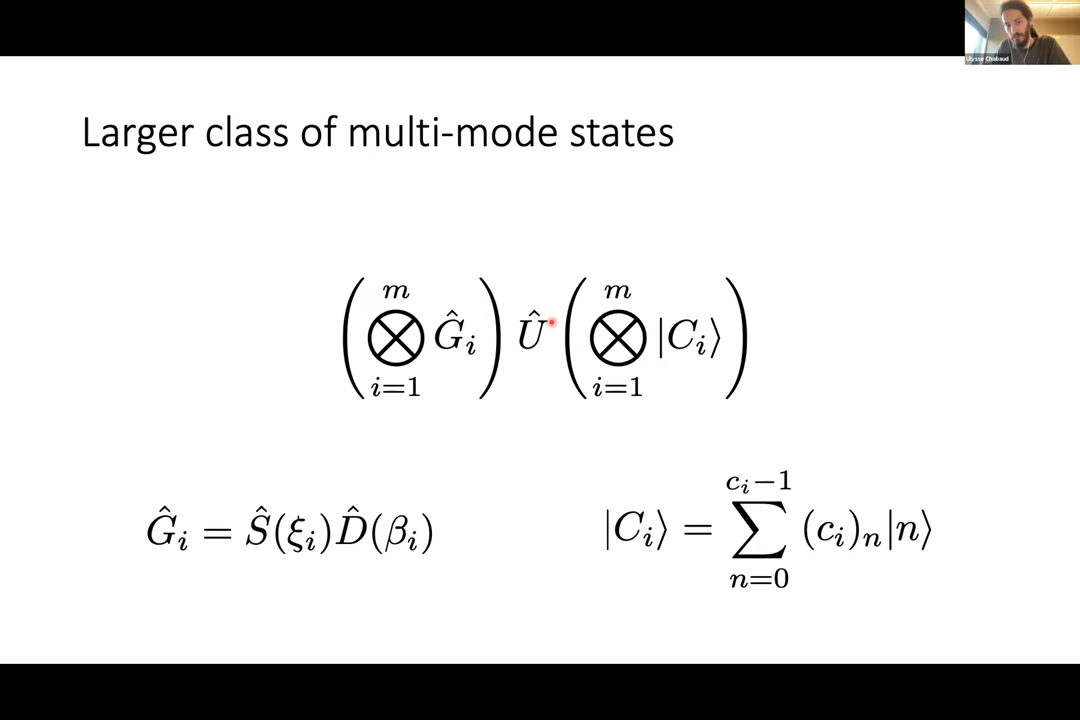 Ulysse Chabaud
Larger class of multi-mode states
$\left( \bigotimes_{i=1}^{m} \hat{G}_i \right) \hat{U} \left( \bigotimes_{i=1}^{m} |C_i\rangle \right)$
$\hat{G}_i = \hat{S}(\xi_i)\hat{D}(\beta_i)$
$|C_i\rangle = \sum_{n=0}^{c_i-1} (c_i)_n |n\rangle$